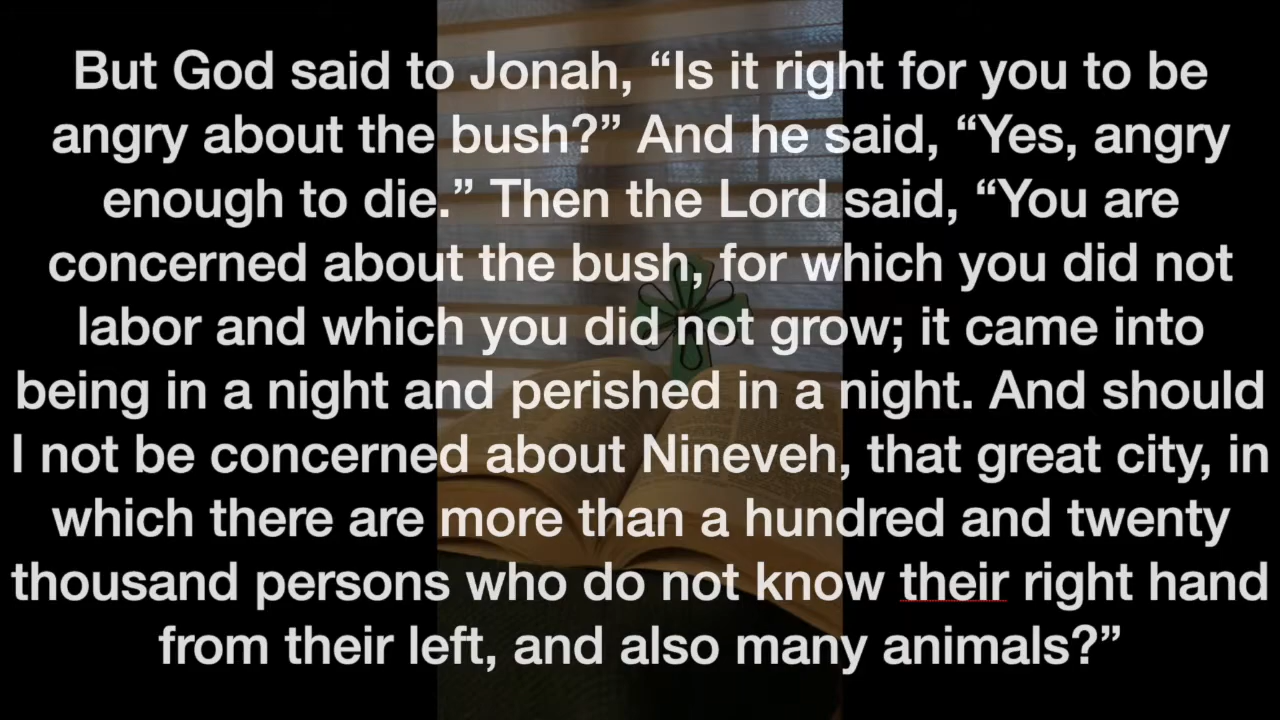 But God said to Jonah, “Is it right for you to be
angry about the bush?” And he said, “Yes, angry
enough to die.” Then the Lord said, “You are
concerned about the bush, for which you did not
labor and which you did not grow; it came into
being in a night and perished in a night. And should
I not be concerned about Nineveh, that great city, in
which there are more than a hundred and twenty
thousand persons who do not know their right hand
from their left, and also many animals?”